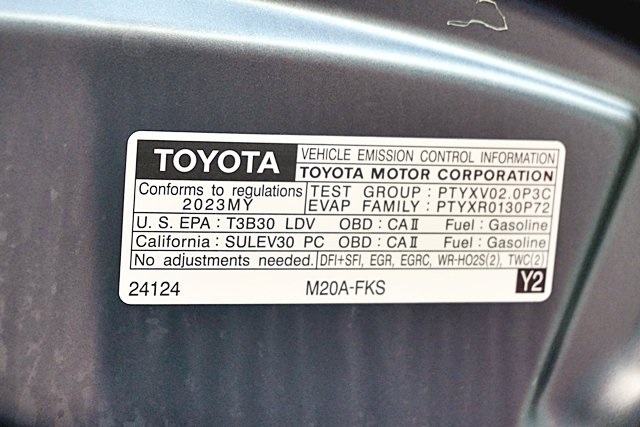 TOYOTA
VEHICLE EMISSION CONTROL INFORMATION
TOYOTA MOTOR CORPORATION
Conforms to regulations
2023MY
TEST GROUP : PTYXV02.0P3C
EVAP FAMILY : PTYXR0130P72
U. S. EPA : T3B30 LDV OBD : CAⅡ Fuel : Gasoline
California : SULEV30 PC OBD : CAⅡ Fuel : Gasoline
No adjustments needed. DFI+SFI, EGR, EGRC, WR-HO2S(2), TWC(2)
24124 M20A-FKS Y2